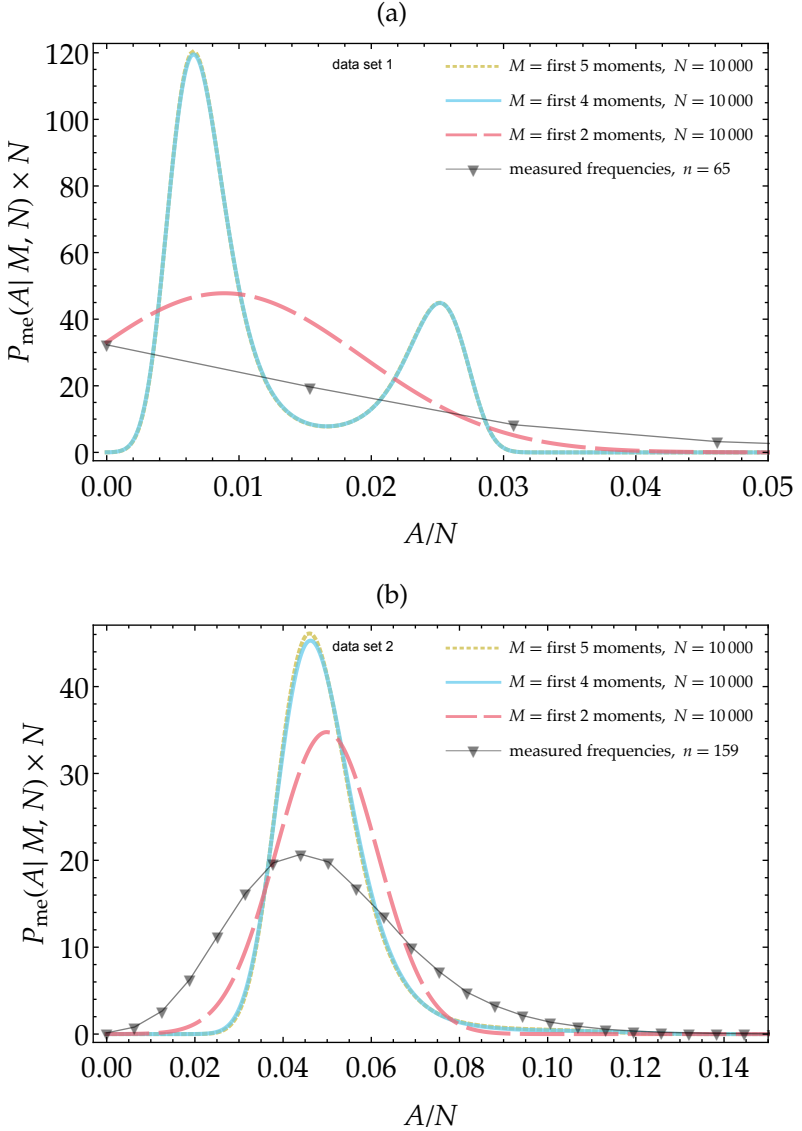 (a)
data set 1
M = first 5 moments, N = 10 000
M = first 4 moments, N = 10 000
M = first 2 moments, N = 10 000
measured frequencies, n = 65
P_me(A| M, N) × N
120
100
80
60
40
20
0
0.00 0.01 0.02 0.03 0.04 0.05
A/N
(b)
data set 2
M = first 5 moments, N = 10 000
M = first 4 moments, N = 10 000
M = first 2 moments, N = 10 000
measured frequencies, n = 159
P_me(A| M, N) × N
40
30
20
10
0
0.00 0.02 0.04 0.06 0.08 0.10 0.12 0.14
A/N